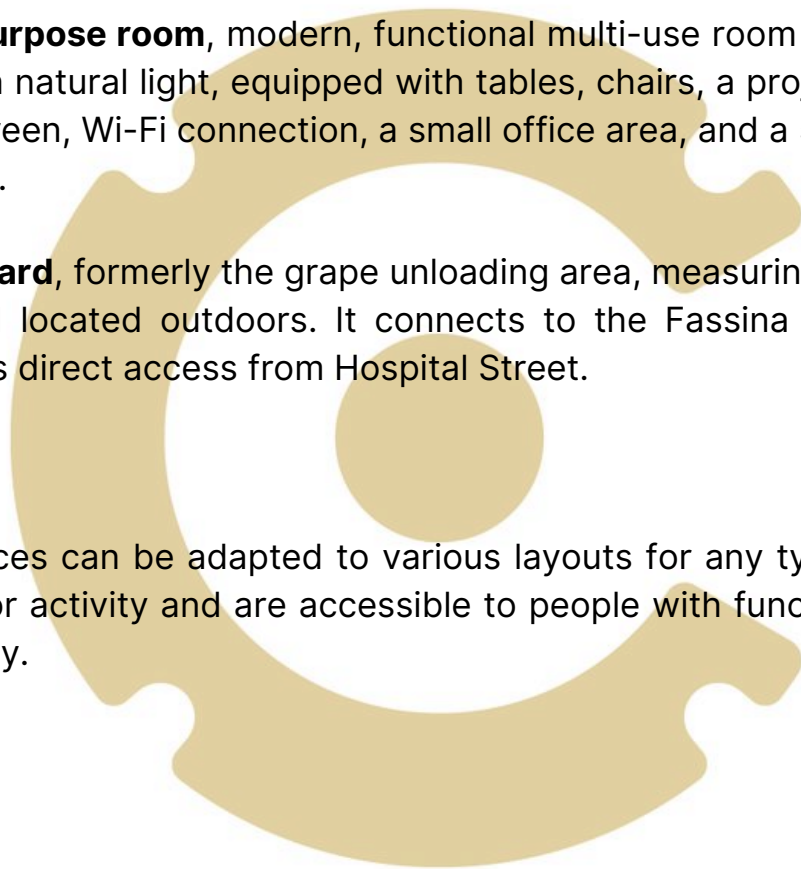 urpose room, modern, functional multi-use room
natural light, equipped with tables, chairs, a pro
een, Wi-Fi connection, a small office area, and a
.
ard, formerly the grape unloading area, measurin
located outdoors. It connects to the Fassina
s direct access from Hospital Street.
ces can be adapted to various layouts for any ty
or activity and are accessible to people with func
y.